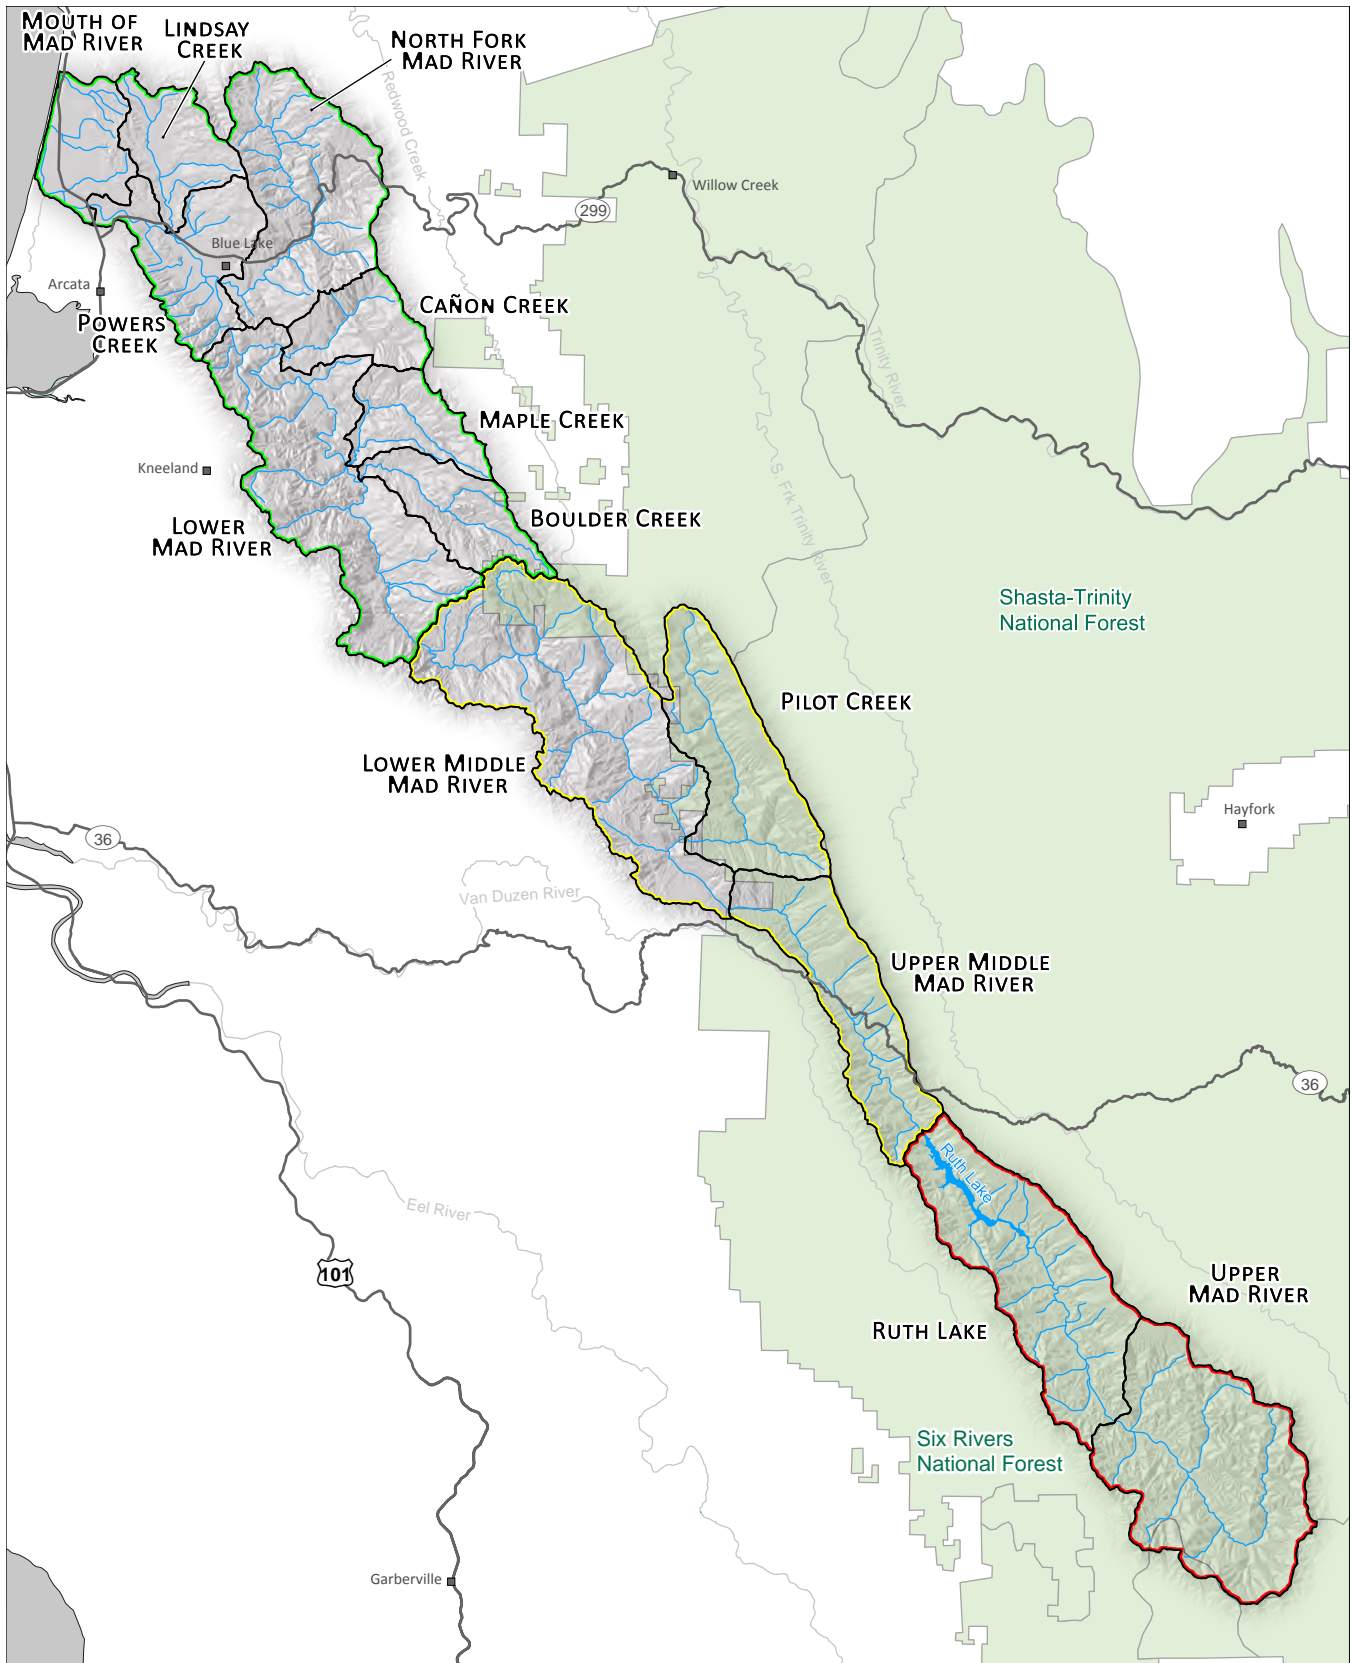 MOUTH OF
MAD RIVER
LINDSAY
CREEK
NORTH FORK
MAD RIVER
Redwood Creek
Willow Creek
299
Blue Lake
Arcata
CAÑON CREEK
POWERS
CREEK
Trinity River
MAPLE CREEK
Kneeland
S. Frk Trinity River
BOULDER CREEK
LOWER
MAD RIVER
Shasta-Trinity
National Forest
PILOT CREEK
LOWER MIDDLE
MAD RIVER
Hayfork
36
Van Duzen River
UPPER MIDDLE
MAD RIVER
36
Ruth Lake
Eel River
101
UPPER
MAD RIVER
RUTH LAKE
Six Rivers
National Forest
Garberville